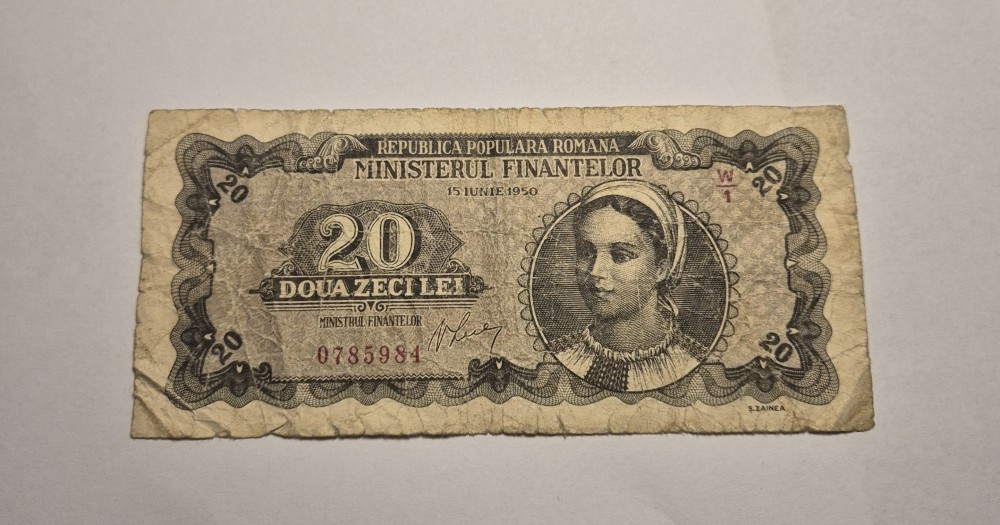 REPUBLICA POPULARA ROMANA
MINISTERUL FINANTELOR
15 IUNIE 1950
W
1
20
20
20
DOUA ZECI LEI
MINISTRUL FINANTELOR
0785984
20
20
S. ZAINEA